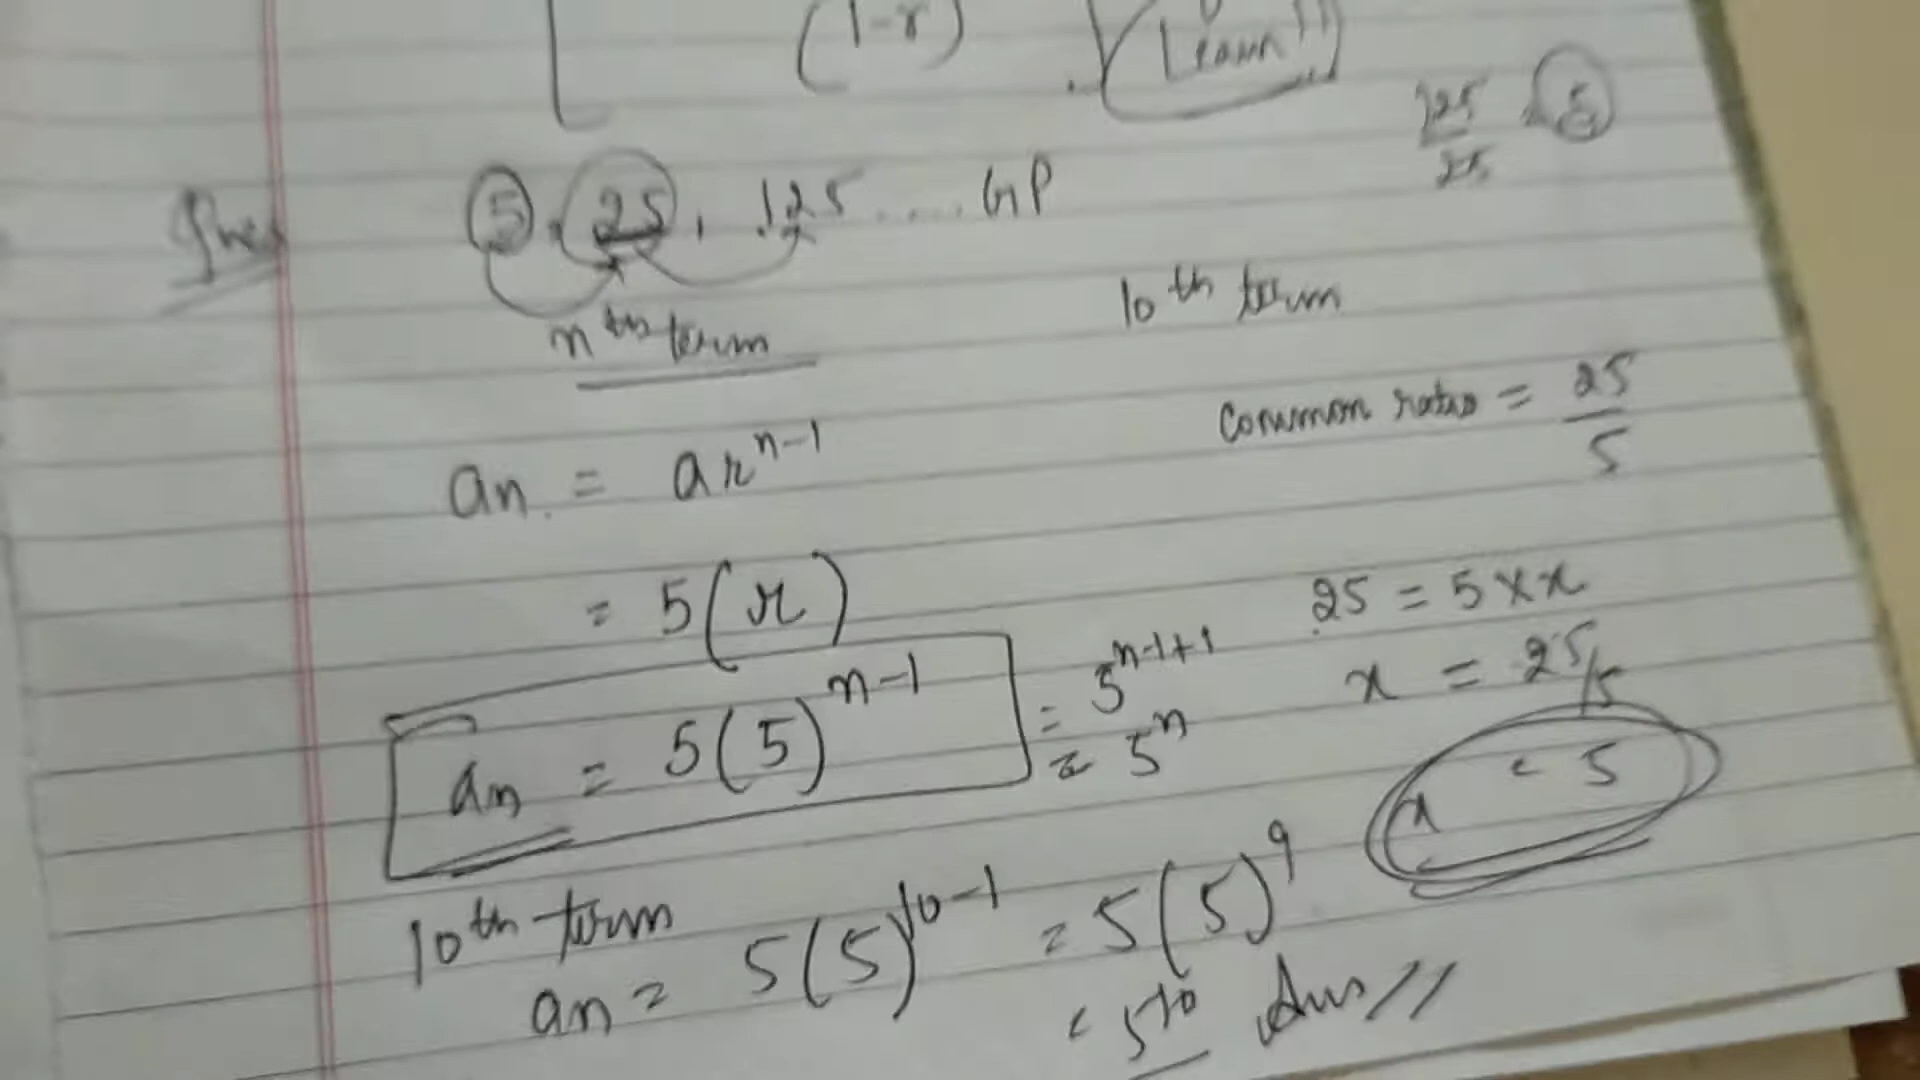 (1-r)
Learn!!
125/25 = 5
Ques 5, 25, 125 .... GP
nth term
10th term
Common ratio = 25/5
an = ar^n-1
= 5(r)
25 = 5 x x
x = 25/5
x = 5
an = 5(5)^n-1 = 5^n-1+1
= 5^n
10th term
an = 5(5)^10-1 = 5(5)^9
= 5^10 Ans//